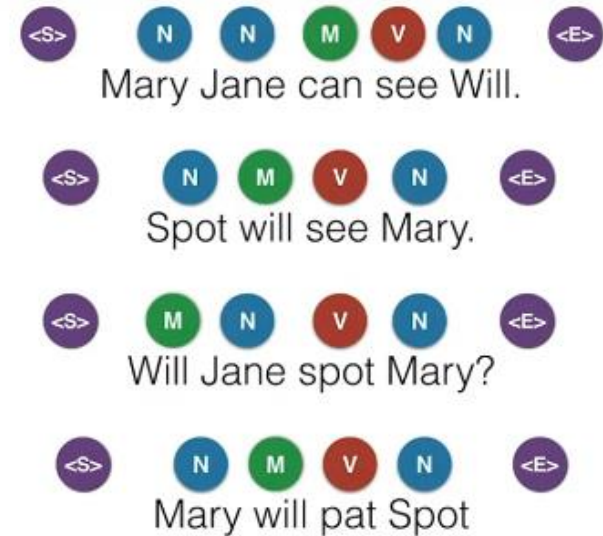 <S> N N M V N <E>
Mary Jane can see Will.
<S> N M V N <E>
Spot will see Mary.
<S> M N V N <E>
Will Jane spot Mary?
<S> N M V N <E>
Mary will pat Spot